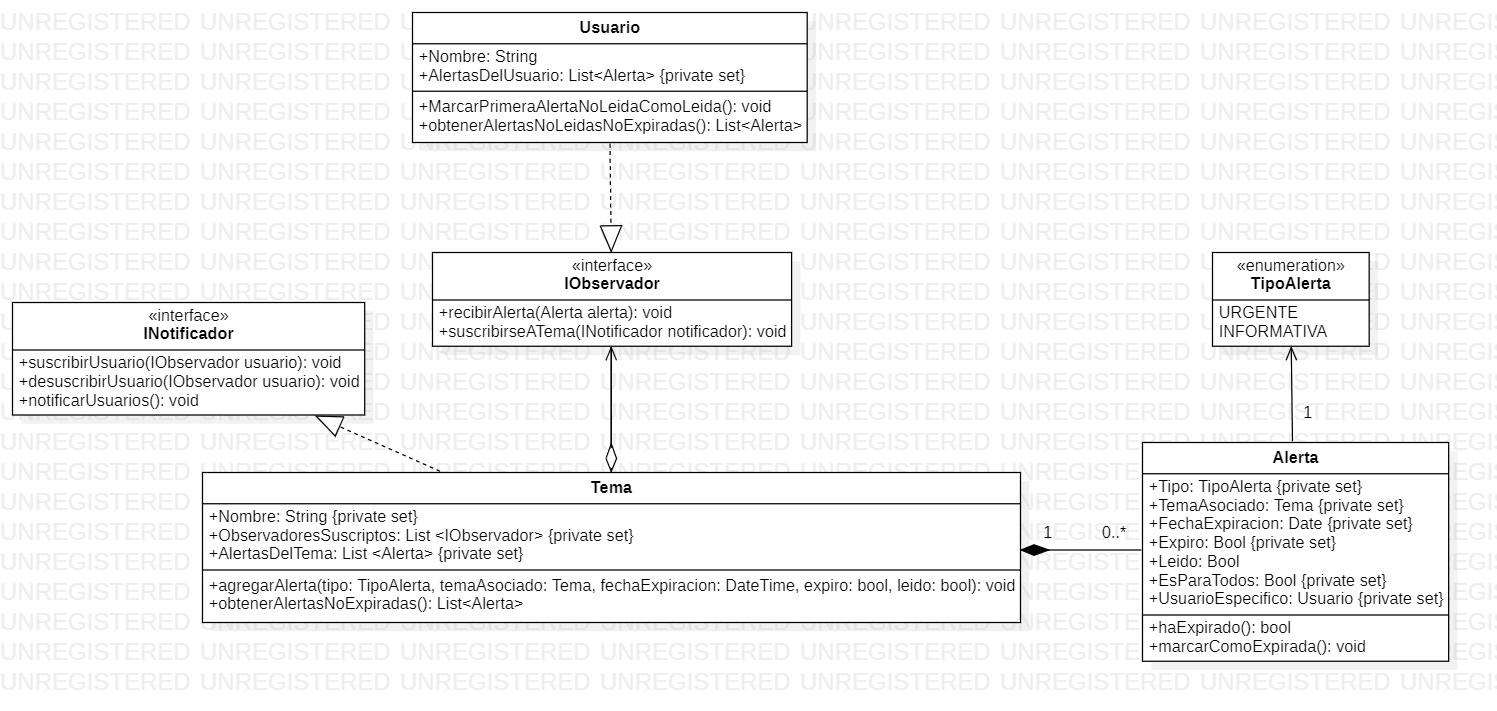 Usuario
+Nombre: String
+AlertasDelUsuario: List<Alerta> {private set}
+MarcarPrimeraAlertaNoLeidaComoLeida(): void
+obtenerAlertasNoLeidasNoExpiradas(): List<Alerta>
«interface»
IObservador
+recibirAlerta(Alerta alerta): void
+suscribirseATema(INotificador notificador): void
«enumeration»
TipoAlerta
URGENTE
INFORMATIVA
«interface»
INotificador
+suscribirUsuario(IObservador usuario): void
+desuscribirUsuario(IObservador usuario): void
+notificarUsuarios(): void
1
Tema
+Nombre: String {private set}
+ObservadoresSuscriptos: List <IObservador> {private set}
+AlertasDelTema: List <Alerta> {private set}
+agregarAlerta(tipo: TipoAlerta, temaAsociado: Tema, fechaExpiracion: DateTime, expiro: bool, leido: bool): void
+obtenerAlertasNoExpiradas(): List<Alerta>
1
0..*
Alerta
+Tipo: TipoAlerta {private set}
+TemaAsociado: Tema {private set}
+FechaExpiracion: Date {private set}
+Expiro: Bool {private set}
+Leido: Bool
+EsParaTodos: Bool {private set}
+UsuarioEspecifico: Usuario {private set}
+haExpirado(): bool
+marcarComoExpirada(): void
UNREGISTERED